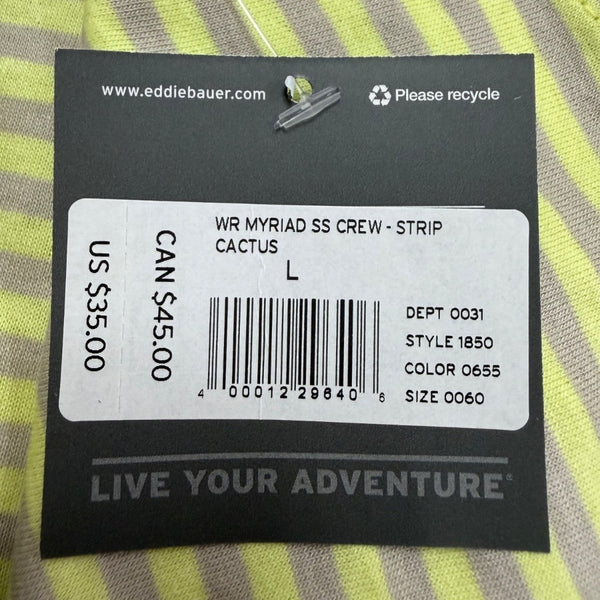 www.eddiebauer.com
Please recycle
WR MYRIAD SS CREW - STRIP
CACTUS
L
US $35.00
CAN $45.00
DEPT 0031
STYLE 1850
COLOR 0655
SIZE 0060
4 00012 29640 6
LIVE YOUR ADVENTURE®